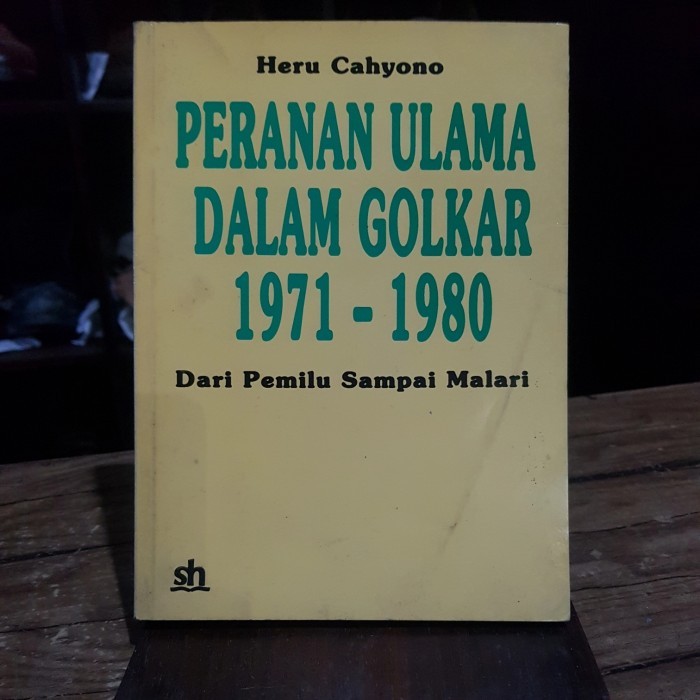 Heru Cahyono
PERANAN ULAMA
DALAM GOLKAR
1971 - 1980
Dari Pemilu Sampai Malari
sh